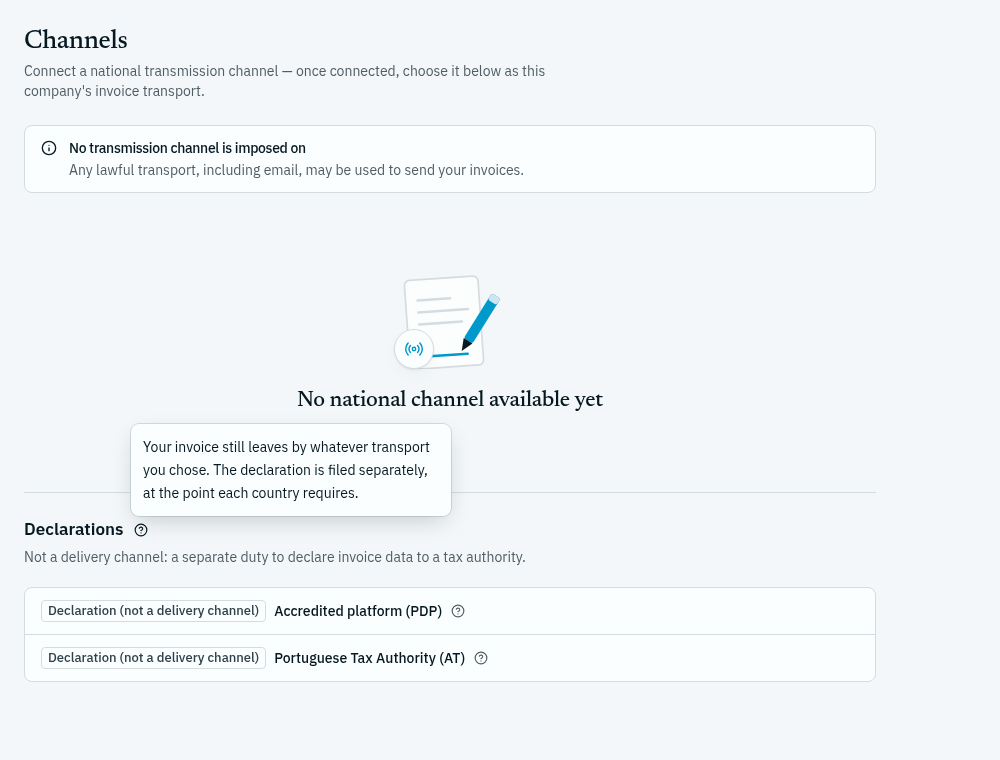 Channels
Connect a national transmission channel — once connected, choose it below as this
company's invoice transport.
No transmission channel is imposed on
Any lawful transport, including email, may be used to send your invoices.
No national channel available yet
Your invoice still leaves by whatever transport
you chose. The declaration is filed separately,
at the point each country requires.
Declarations
Not a delivery channel: a separate duty to declare invoice data to a tax authority.
Declaration (not a delivery channel) Accredited platform (PDP)
Declaration (not a delivery channel) Portuguese Tax Authority (AT)